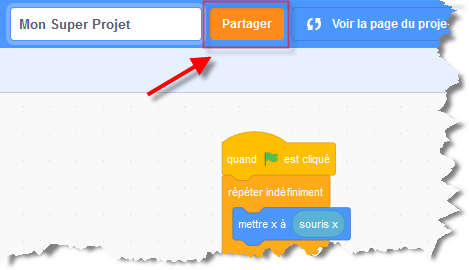 Mon Super Projet Partager Voir la page du proje
quand est cliqué
répéter indéfiniment
mettre x à souris x